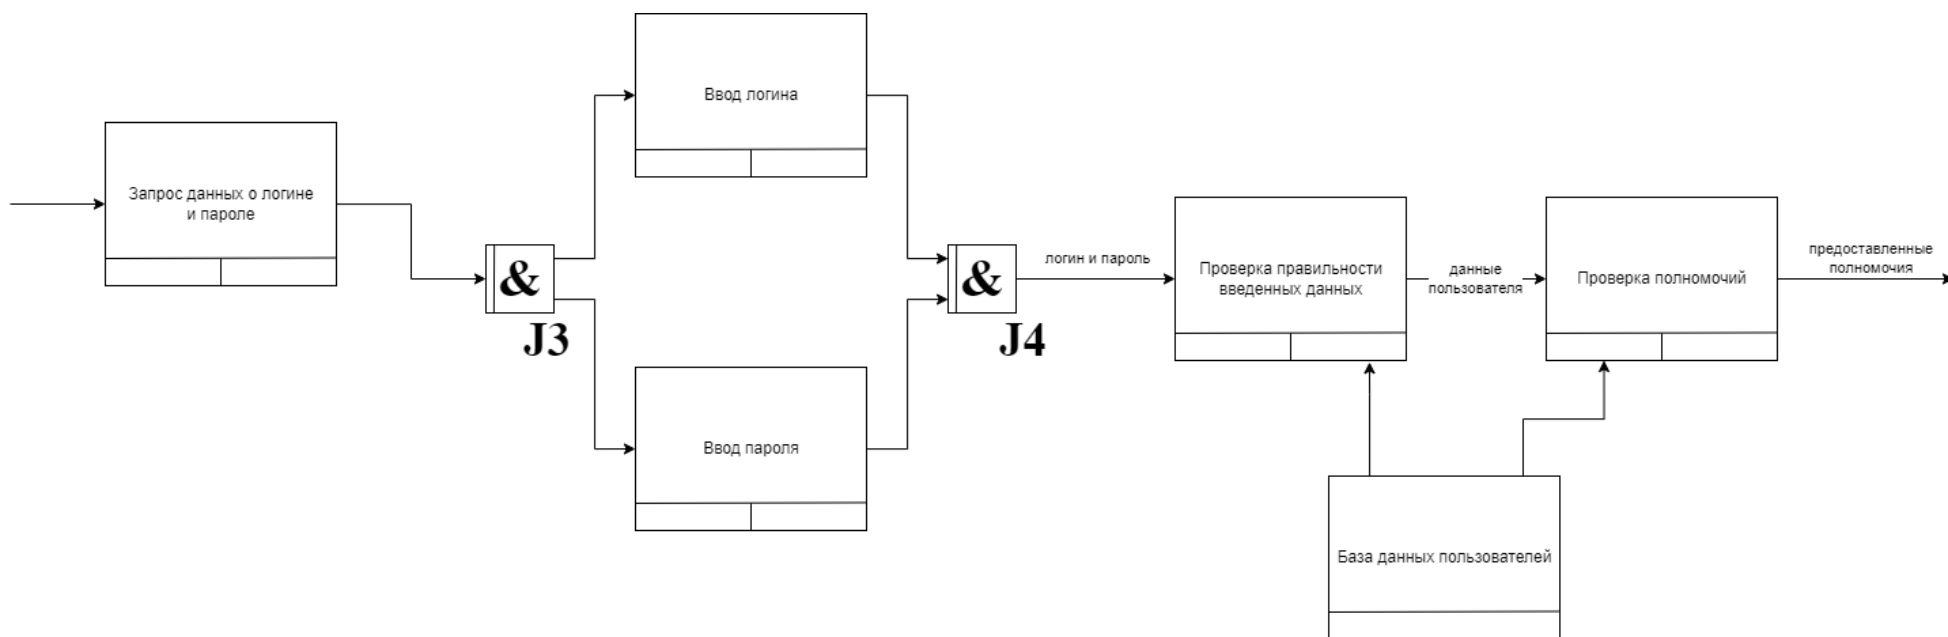 Ввод логина
Запрос данных о логине
и пароле
&
J3
&
J4
логин и пароль
Проверка правильности
введенных данных
данные
пользователя
Проверка полномочий
предоставленные
полномочия
Ввод пароля
База данных пользователей